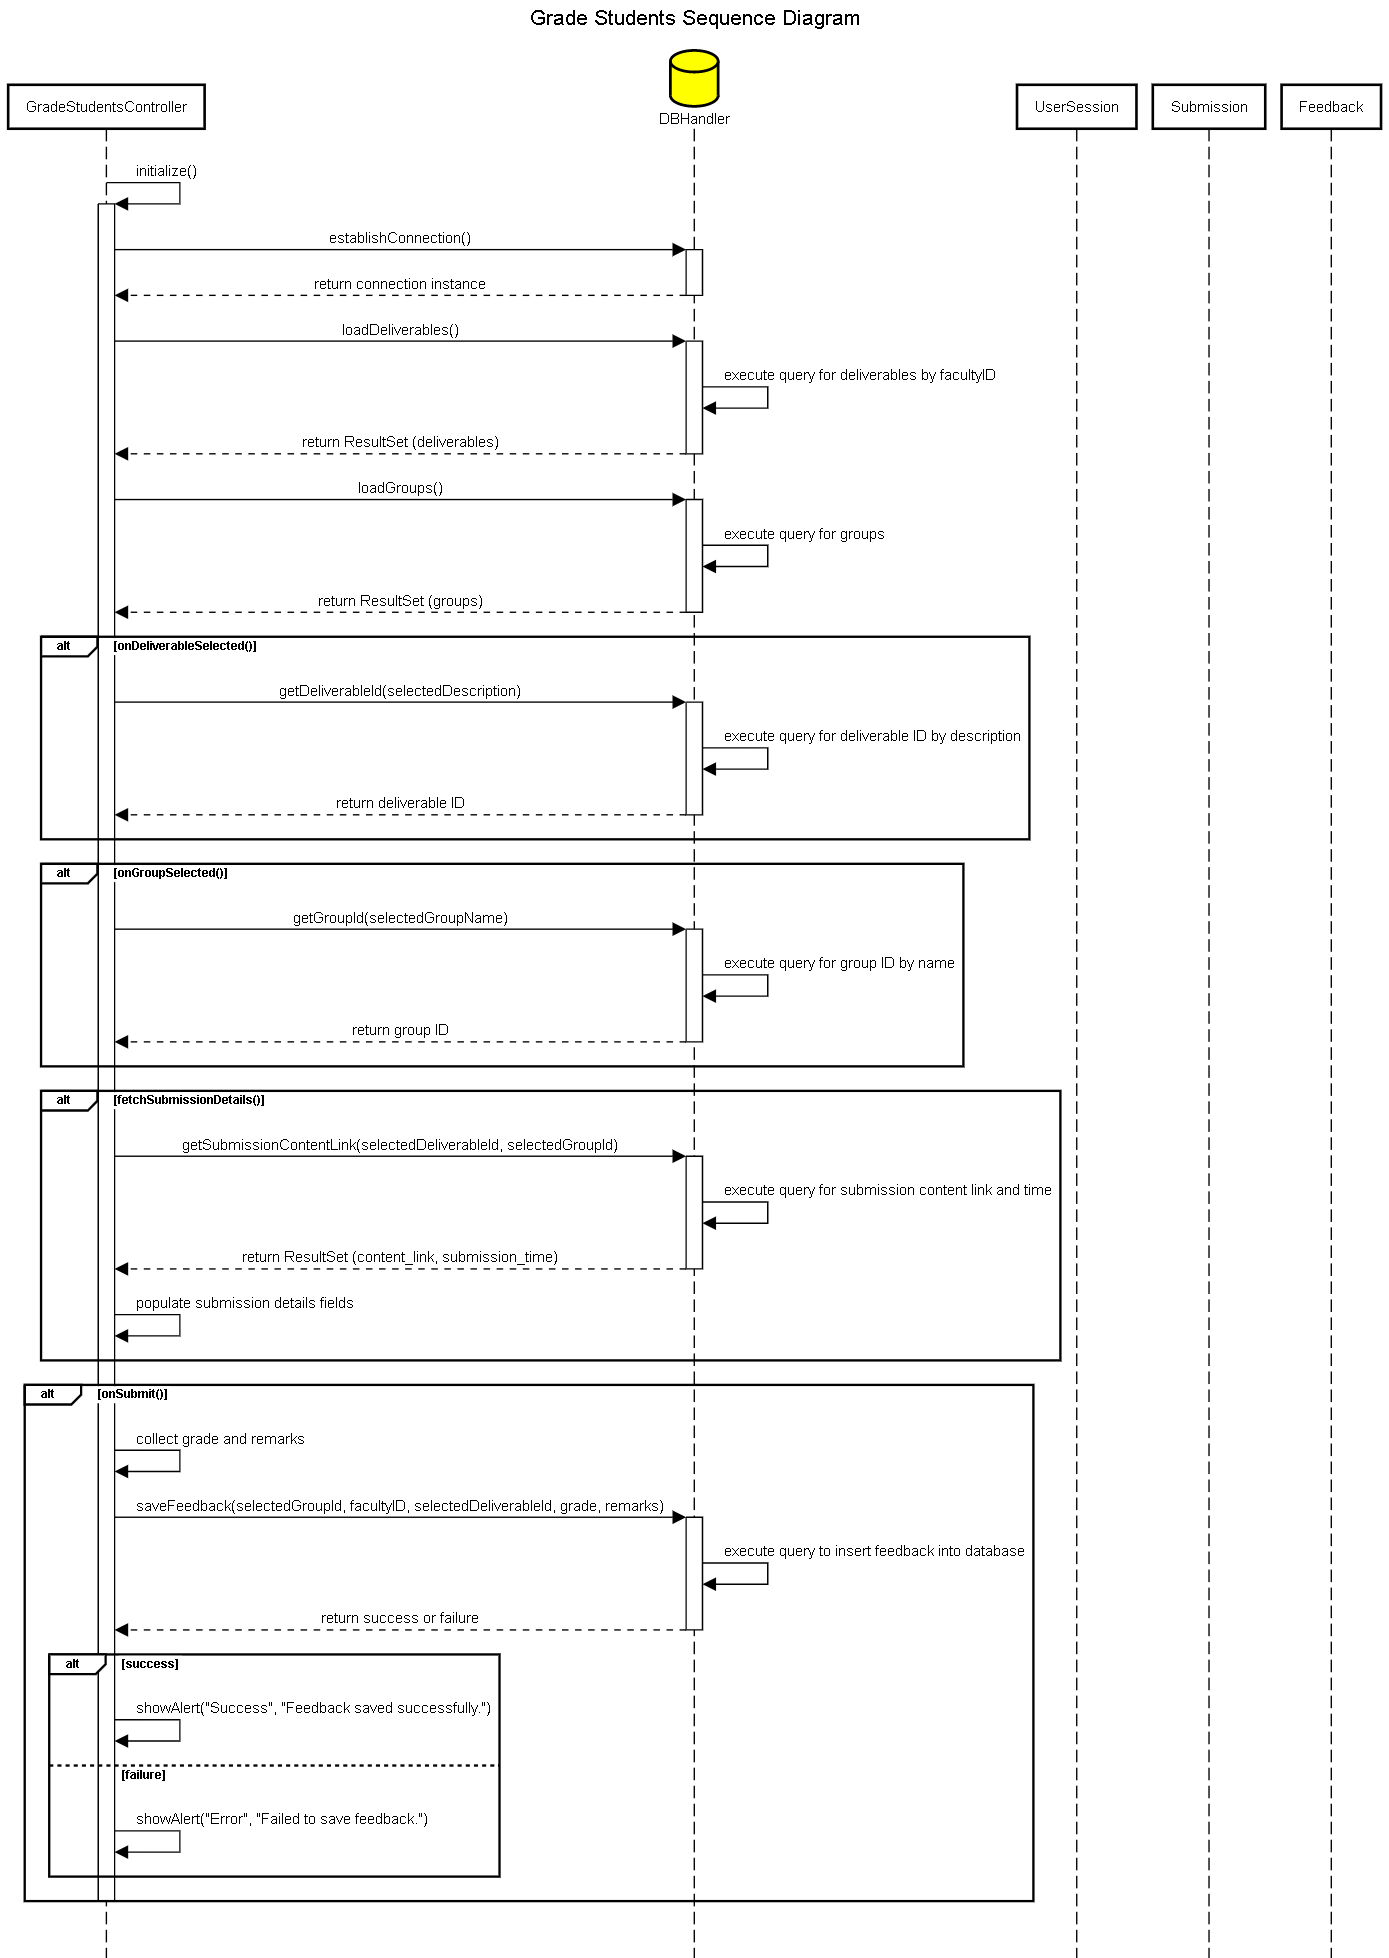 Grade Students Sequence Diagram
GradeStudentsController
DBHandler
UserSession
Submission
Feedback
initialize()
establishConnection()
return connection instance
loadDeliverables()
execute query for deliverables by facultyID
return ResultSet (deliverables)
loadGroups()
execute query for groups
return ResultSet (groups)
alt [onDeliverableSelected()]
getDeliverableId(selectedDescription)
execute query for deliverable ID by description
return deliverable ID
alt [onGroupSelected()]
getGroupId(selectedGroupName)
execute query for group ID by name
return group ID
alt [fetchSubmissionDetails()]
getSubmissionContentLink(selectedDeliverableId, selectedGroupId)
execute query for submission content link and time
return ResultSet (content_link, submission_time)
populate submission details fields
alt [onSubmit()]
collect grade and remarks
saveFeedback(selectedGroupId, facultyID, selectedDeliverableId, grade, remarks)
execute query to insert feedback into database
return success or failure
alt [success]
showAlert("Success", "Feedback saved successfully.")
[failure]
showAlert("Error", "Failed to save feedback.")